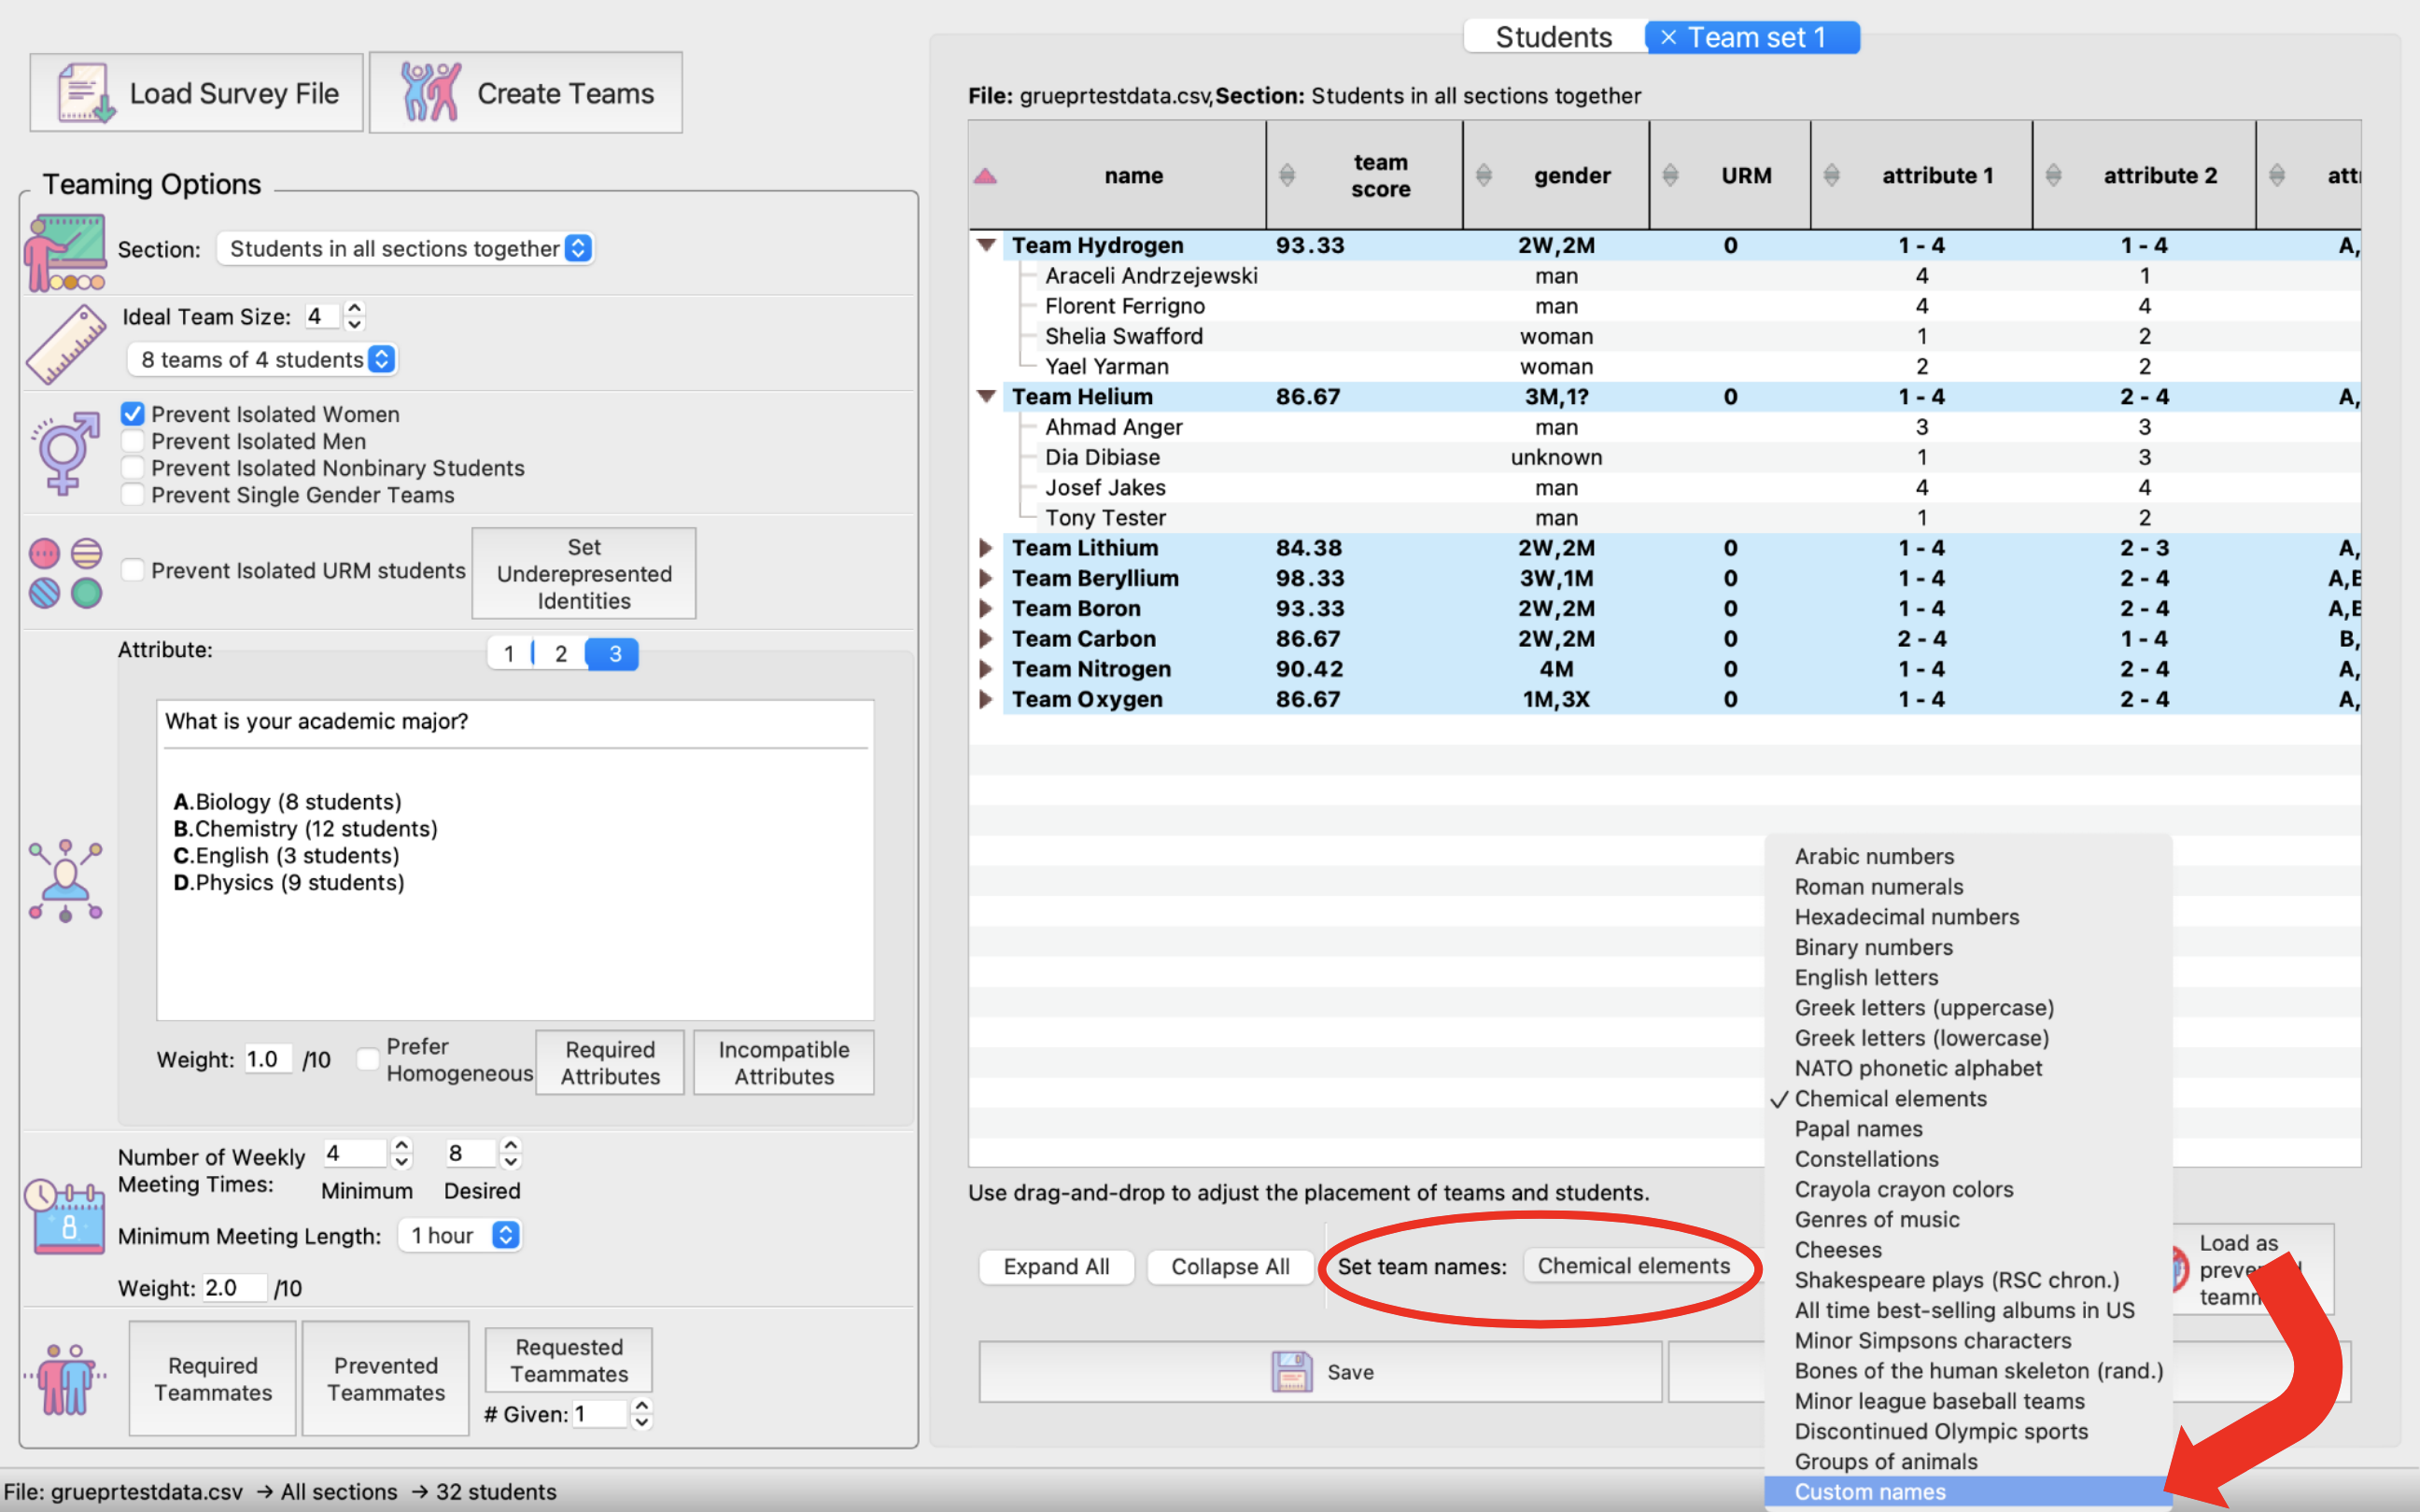 Students
× Team set 1
Load Survey File
Create Teams
Teaming Options
Section: Students in all sections together
Ideal Team Size: 4
8 teams of 4 students
Prevent Isolated Women
Prevent Isolated Men
Prevent Isolated Nonbinary Students
Prevent Single Gender Teams
Prevent Isolated URM students
Set
Underepresented
Identities
Attribute: 1 2 3
What is your academic major?
A.Biology (8 students)
B.Chemistry (12 students)
C.English (3 students)
D.Physics (9 students)
Weight: 1.0 /10
Prefer
Homogeneous
Required
Attributes
Incompatible
Attributes
Number of Weekly
Meeting Times:
4 8
Minimum Desired
8
Minimum Meeting Length: 1 hour
Weight: 2.0 /10
Required
Teammates
Prevented
Teammates
Requested
Teammates
# Given: 1
File: grueprtestdata.csv → All sections → 32 students
File: grueprtestdata.csv,Section: Students in all sections together
name
team
score
gender
URM
attribute 1
attribute 2
Team Hydrogen 93.33 2W,2M 0 1 - 4 1 - 4 A,
Araceli Andrzejewski man 4 1
Florent Ferrigno man 4 4
Shelia Swafford woman 1 2
Yael Yarman woman 2 2
Team Helium 86.67 3M,1? 0 1 - 4 2 - 4 A,
Ahmad Anger man 3 3
Dia Dibiase unknown 1 3
Josef Jakes man 4 4
Tony Tester man 1 2
Team Lithium 84.38 2W,2M 0 1 - 4 2 - 3 A,
Team Beryllium 98.33 3W,1M 0 1 - 4 2 - 4 A,B
Team Boron 93.33 2W,2M 0 1 - 4 2 - 4 A,B
Team Carbon 86.67 2W,2M 0 2 - 4 1 - 4 B,
Team Nitrogen 90.42 4M 0 1 - 4 2 - 4 A,
Team Oxygen 86.67 1M,3X 0 1 - 4 2 - 4 A,
Use drag-and-drop to adjust the placement of teams and students.
Expand All
Collapse All
Set team names: Chemical elements
Load as
Save
Arabic numbers
Roman numerals
Hexadecimal numbers
Binary numbers
English letters
Greek letters (uppercase)
Greek letters (lowercase)
NATO phonetic alphabet
✓ Chemical elements
Papal names
Constellations
Crayola crayon colors
Genres of music
Cheeses
Shakespeare plays (RSC chron.)
All time best-selling albums in US
Minor Simpsons characters
Bones of the human skeleton (rand.)
Minor league baseball teams
Discontinued Olympic sports
Groups of animals
Custom names